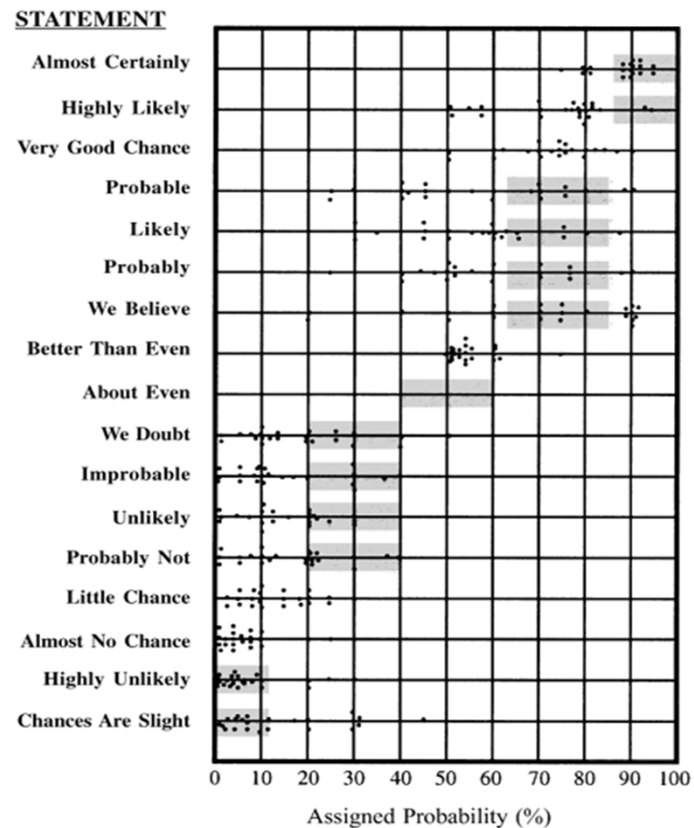 STATEMENT
Almost Certainly
Highly Likely
Very Good Chance
Probable
Likely
Probably
We Believe
Better Than Even
About Even
We Doubt
Improbable
Unlikely
Probably Not
Little Chance
Almost No Chance
Highly Unlikely
Chances Are Slight
0 10 20 30 40 50 60 70 80 90 100
Assigned Probability (%)